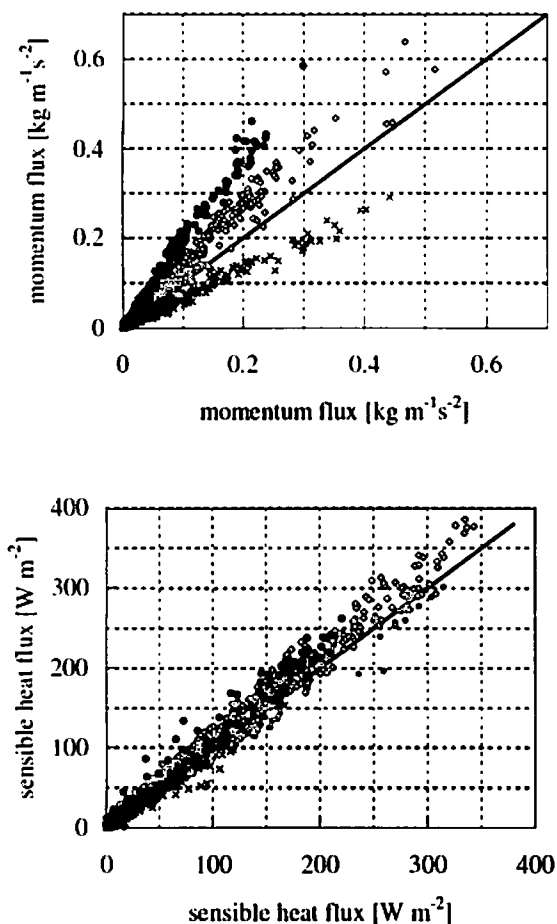 momentum flux [kg m⁻¹s⁻²]
0.6
0.4
0.2
0
0 0.2 0.4 0.6
momentum flux [kg m⁻¹s⁻²]
sensible heat flux [W m⁻²]
400
300
200
100
0
0 100 200 300 400
sensible heat flux [W m⁻²]